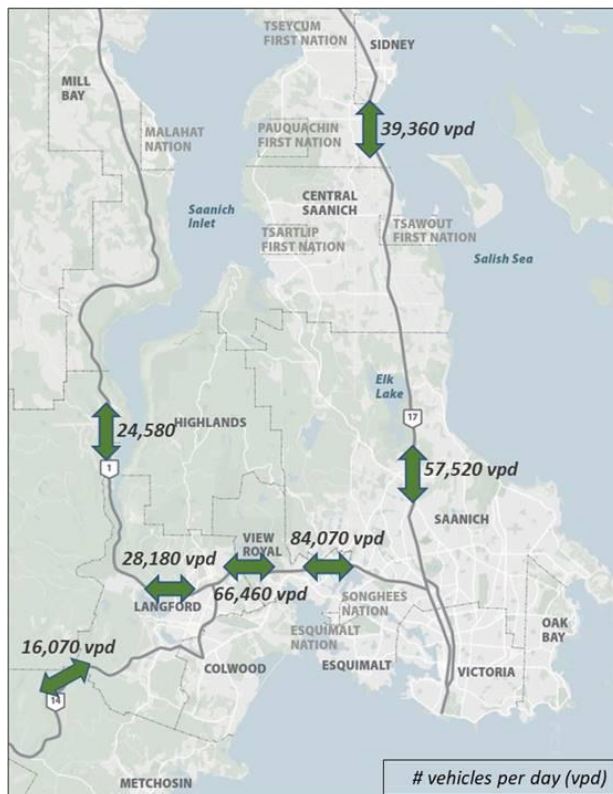 TSEYCUM
FIRST NATION
SIDNEY
MILL
BAY
39,360 vpd
MALAHAT
NATION
PAUQUACHIN
FIRST NATION
CENTRAL
SAANICH
Saanich
Inlet
TSARTLIP
FIRST NATION
TSAWOUT
FIRST NATION
Salish Sea
Elk
Lake
HIGHLANDS
24,580
17
1
57,520 vpd
SAANICH
28,180 vpd
VIEW
ROYAL
84,070 vpd
LANGFORD
66,460 vpd
SONGHEES
NATION
16,070 vpd
ESQUIMALT
NATION
OAK
BAY
COLWOOD
ESQUIMALT
VICTORIA
14
METCHOSIN
# vehicles per day (vpd)